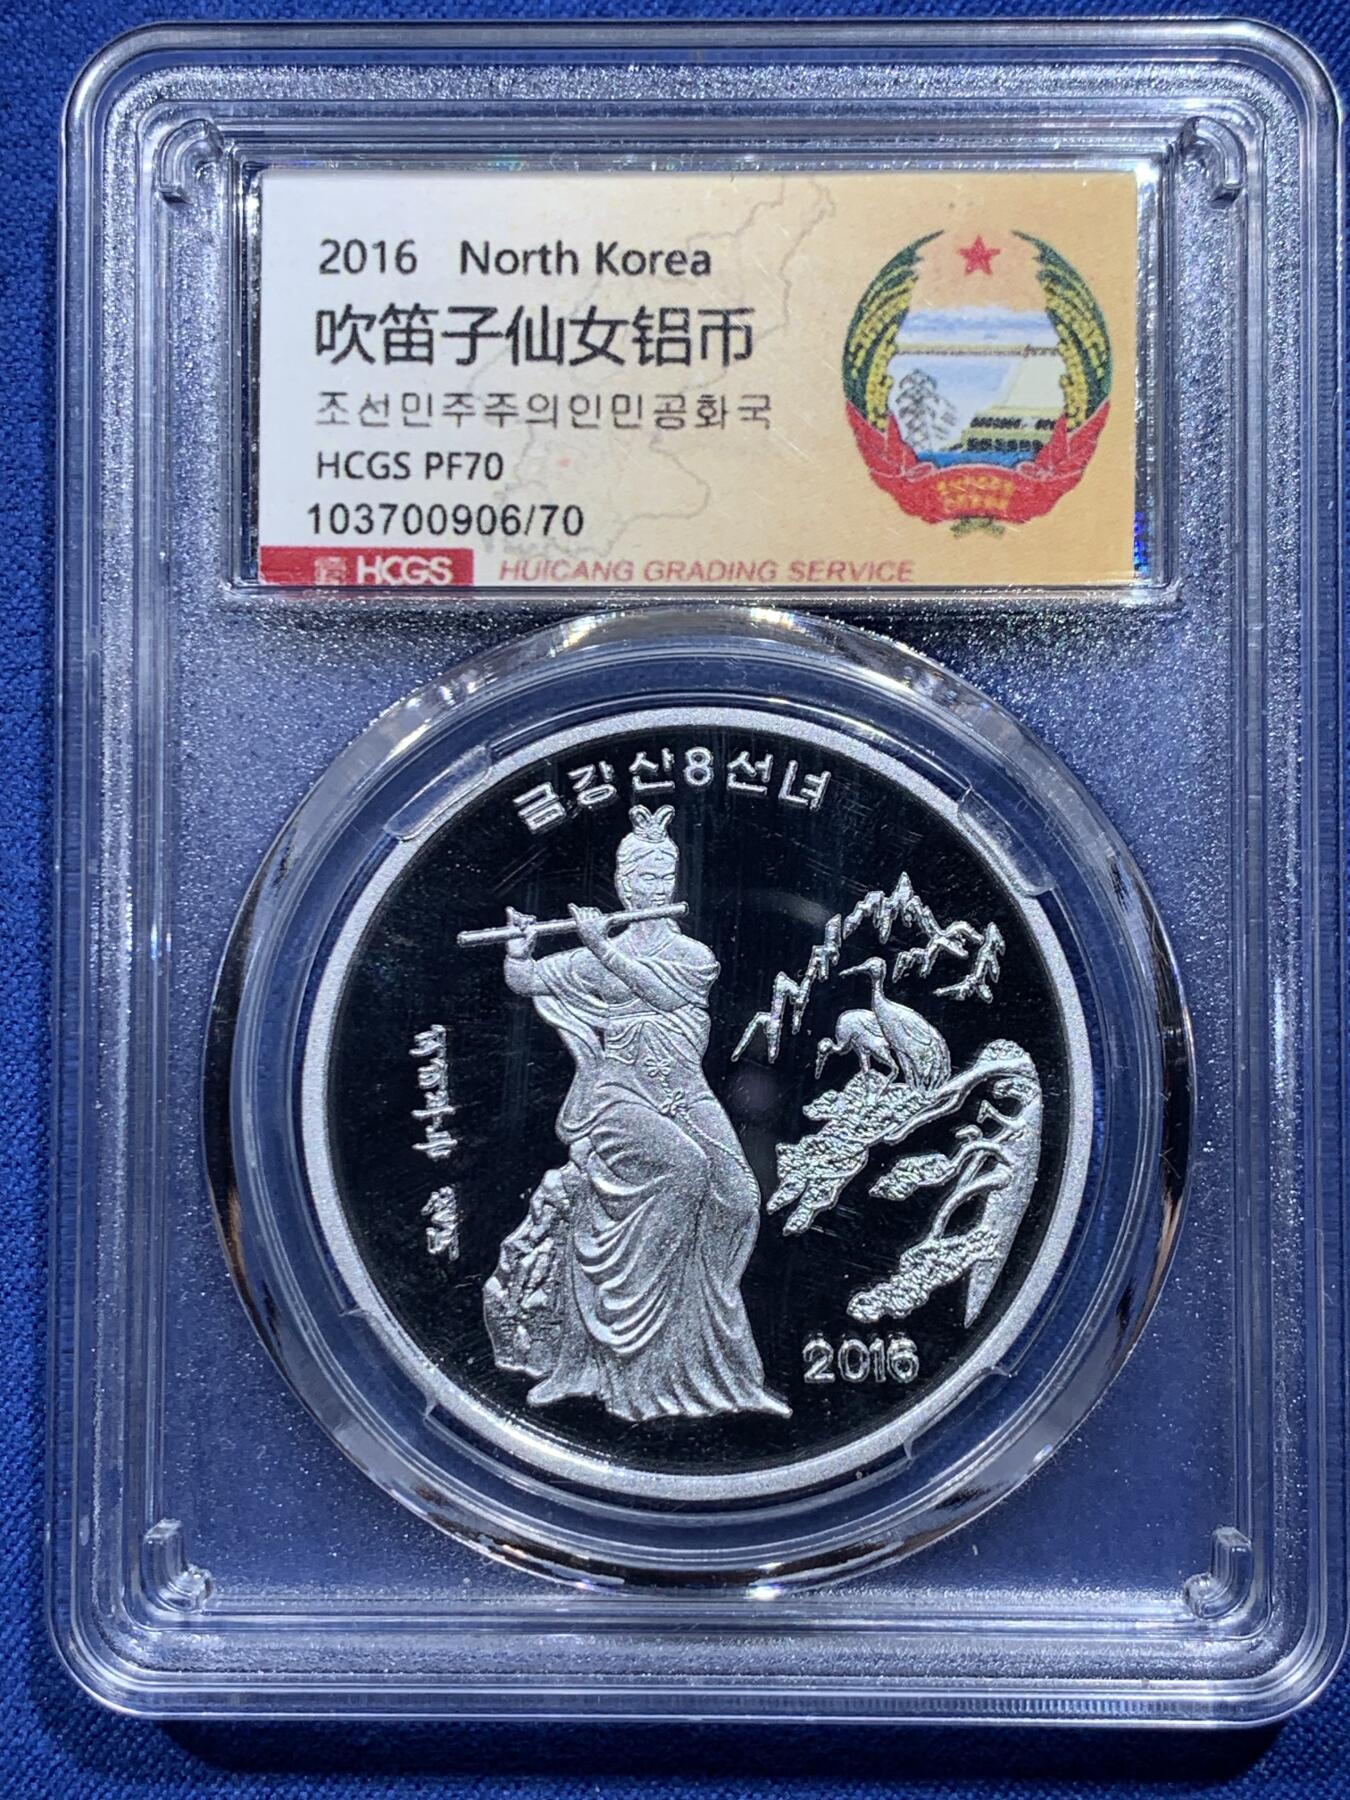 2016 North Korea
吹笛子仙女铝币
조선민주주의인민공화국
HCGS PF70
103700906/70
HCGS HUICANG GRADING SERVICE
금강산8선녀
2016